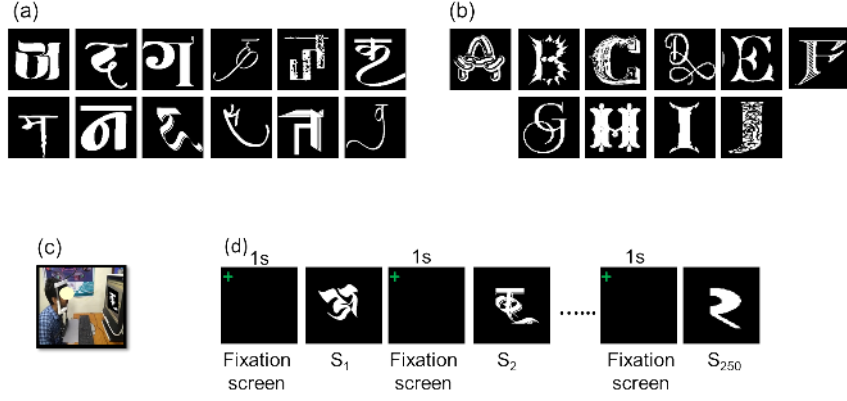 (a)
(b)
ज द ग क ज क
A B C D E F
म न ह स त व
G H I J
(c)
(d)
1s 1s 1s
S1 S2 S250
Fixation screen Fixation screen Fixation screen
र